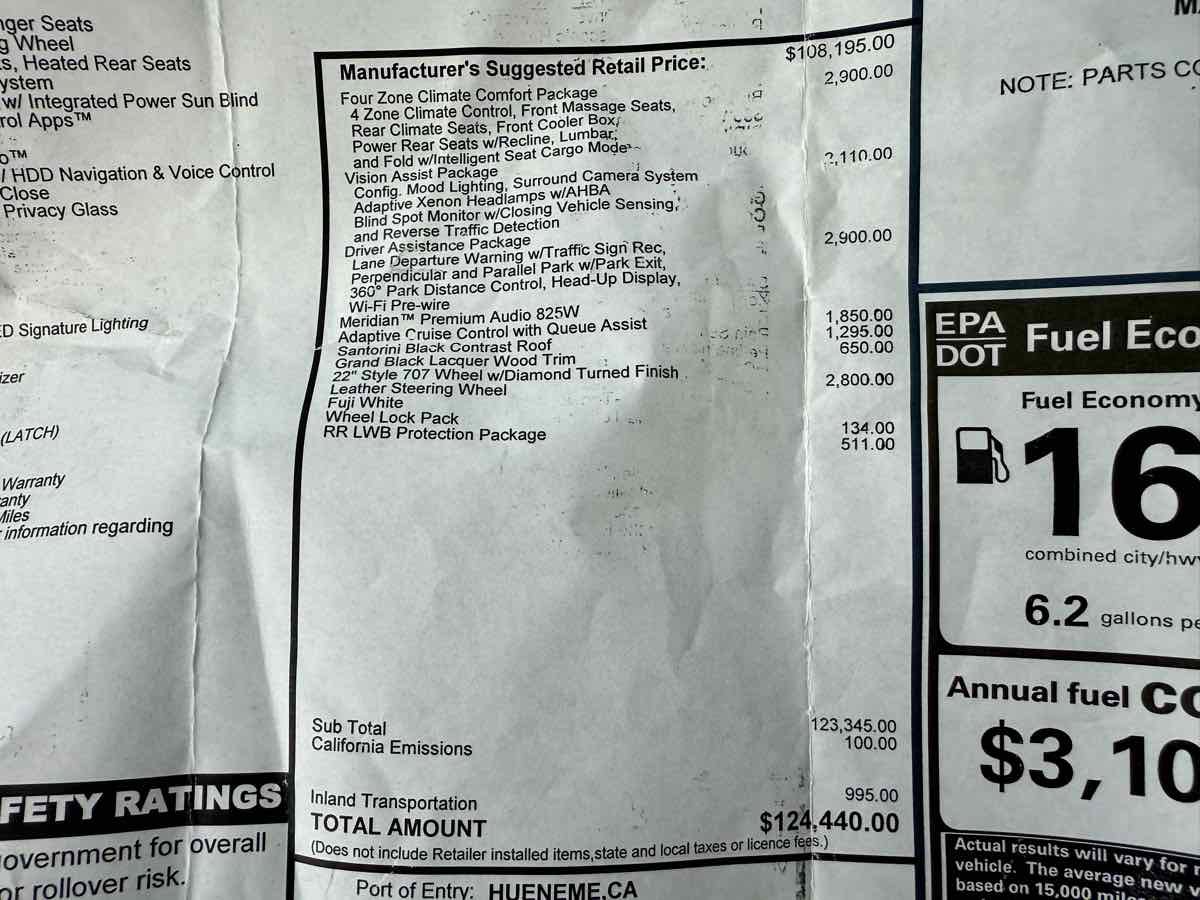 nger Seats
g Wheel
s, Heated Rear Seats
ystem
w/ Integrated Power Sun Blind
rol Apps™
o™
/ HDD Navigation & Voice Control
Close
Privacy Glass
ED Signature Lighting
izer
(LATCH)
Warranty
ranty
Miles
information regarding
FETY RATINGS
overnment for overall
or rollover risk.
Manufacturer's Suggested Retail Price: $108,195.00
Four Zone Climate Comfort Package 2,900.00
4 Zone Climate Control, Front Massage Seats,
Rear Climate Seats, Front Cooler Box,
Power Rear Seats w/Recline, Lumbar,
and Fold w/Intelligent Seat Cargo Mode
Vision Assist Package 2,110.00
Config. Mood Lighting, Surround Camera System
Adaptive Xenon Headlamps w/AHBA
Blind Spot Monitor w/Closing Vehicle Sensing,
and Reverse Traffic Detection
Driver Assistance Package 2,900.00
Lane Departure Warning w/Traffic Sign Rec,
Perpendicular and Parallel Park w/Park Exit,
360° Park Distance Control, Head-Up Display,
Wi-Fi Pre-wire
Meridian™ Premium Audio 825W 1,850.00
Adaptive Cruise Control with Queue Assist 1,295.00
Santorini Black Contrast Roof 650.00
Grand Black Lacquer Wood Trim
22" Style 707 Wheel w/Diamond Turned Finish 2,800.00
Leather Steering Wheel
Fuji White
Wheel Lock Pack 134.00
RR LWB Protection Package 511.00
Sub Total 123,345.00
California Emissions 100.00
Inland Transportation 995.00
TOTAL AMOUNT $124,440.00
(Does not include Retailer installed items,state and local taxes or licence fees.)
Port of Entry: HUENEME,CA
M
NOTE: PARTS CO
EPA
DOT
Fuel Eco
Fuel Economy
16
combined city/hw
6.2 gallons pe
Annual fuel CO
$3,10
Actual results will vary for
vehicle. The average new v
based on 15,000 miles